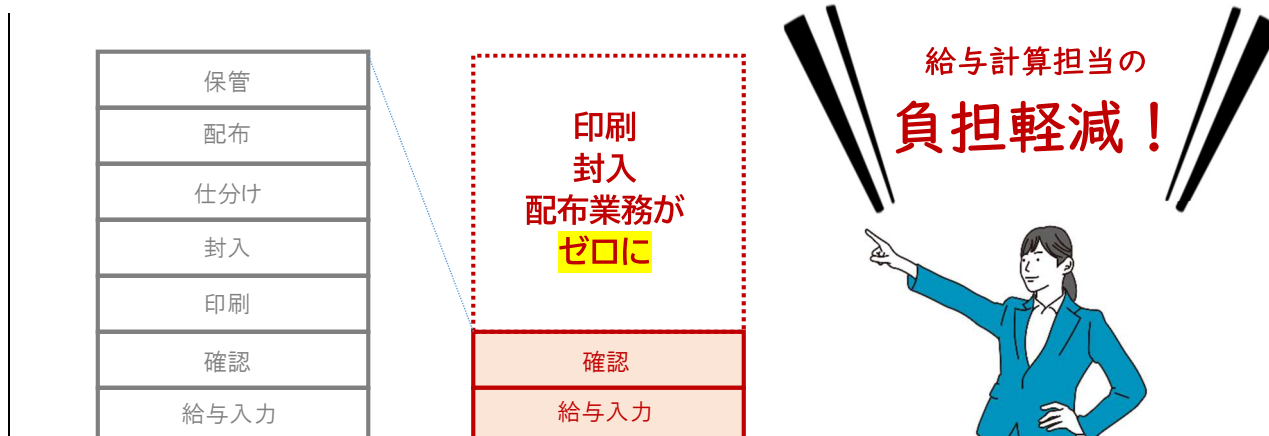 保管
配布
仕分け
封入
印刷
確認
給与入力
印刷
封入
配布業務が
ゼロに
確認
給与入力
給与計算担当の
負担軽減！